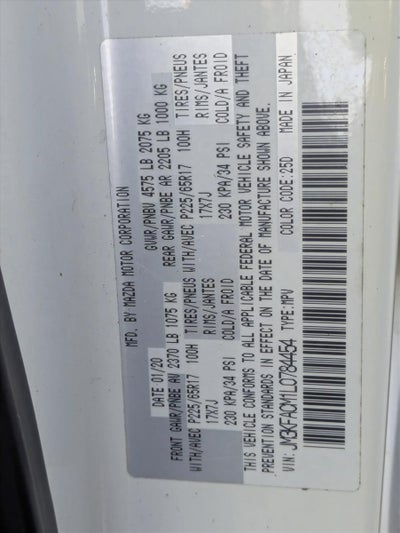 MFD. BY MAZDA MOTOR CORPORATION
DATE 01/20 GVWR/PNBV 4575 LB 2075 KG
FRONT GAWR/PNBE AV 2370 LB 1075 KG REAR GAWR/PNBE AR 2205 LB 1000 KG
WITH/AVEC P225/65R17 100H TIRES/PNEUS WITH/AVEC P225/65R17 100H TIRES/PNEUS
17X7J RIMS/JANTES 17X7J RIMS/JANTES
230 KPA/34 PSI COLD/A FROID 230 KPA/34 PSI COLD/A FROID
THIS VEHICLE CONFORMS TO ALL APPLICABLE FEDERAL MOTOR VEHICLE SAFETY AND THEFT
PREVENTION STANDARDS IN EFFECT ON THE DATE OF MANUFACTURE SHOWN ABOVE.
VIN: JM3KFACM1L0784454 TYPE: MPV COLOR CODE: 25D MADE IN JAPAN